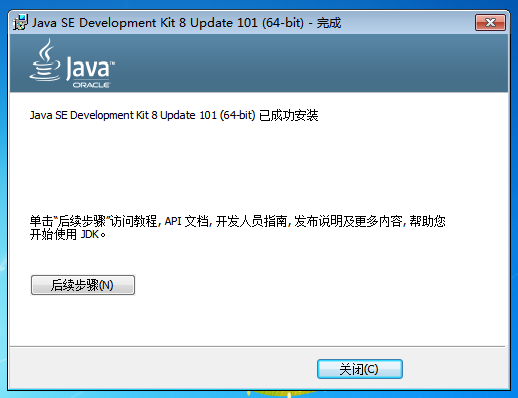 Java SE Development Kit 8 Update 101 (64-bit) - 完成
Java™
ORACLE
Java SE Development Kit 8 Update 101 (64-bit) 已成功安装
单击“后续步骤”访问教程, API 文档, 开发人员指南, 发布说明及更多内容, 帮助您
开始使用 JDK。
后续步骤(N)
关闭(C)